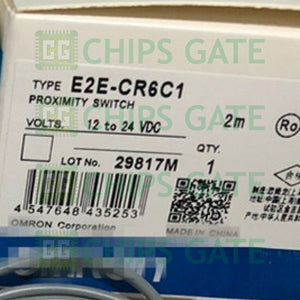 CHIPS GATE
TYPE E2E-CR6C1
PROXIMITY SWITCH
VOLTS. 12 to 24 VDC 2m
LOT No. 29817M QTY. 1
4 547648 435253
OMRON Corporation MADE IN CHINA